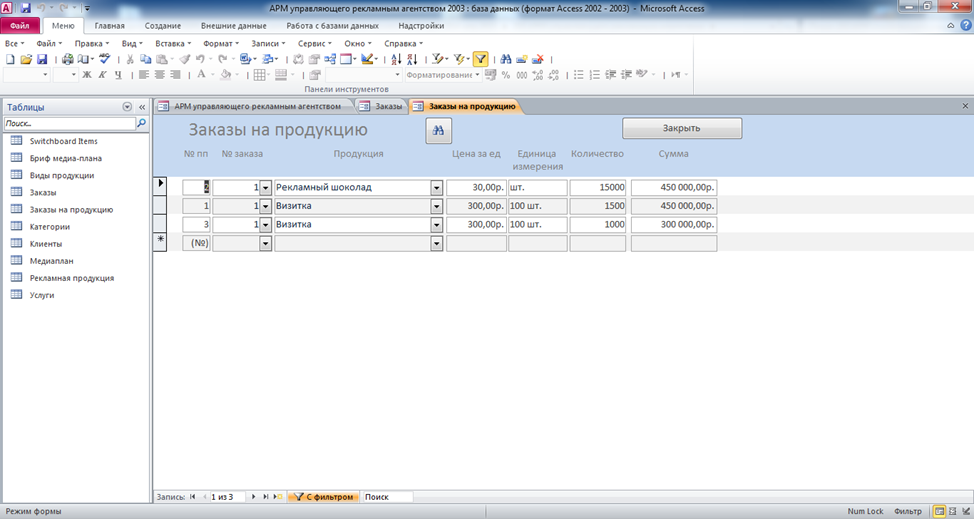 АРМ управляющего рекламным агентством 2003 : база данных (формат Access 2002 - 2003) - Microsoft Access
Файл Меню Главная Создание Внешние данные Работа с базами данных Надстройки
Все Файл Правка Вид Вставка Формат Записи Сервис Окно Справка
Ж К Ч А Форматирование % 000
Панели инструментов
Таблицы
АРМ управляющего рекламным агентством Заказы Заказы на продукцию
Поиск...
Switchboard Items
Бриф медиа-плана
Виды продукции
Заказы
Заказы на продукцию
Категории
Клиенты
Медиаплан
Рекламная продукция
Услуги
Заказы на продукцию Закрыть
№ пп № заказа Продукция Цена за ед Единица измерения Количество Сумма
2 1 Рекламный шоколад 30,00р. шт. 15000 450 000,00р.
1 1 Визитка 300,00р. 100 шт. 1500 450 000,00р.
3 1 Визитка 300,00р. 100 шт. 1000 300 000,00р.
(№)
Запись: 1 из 3 С фильтром Поиск
Режим формы Num Lock Фильтр